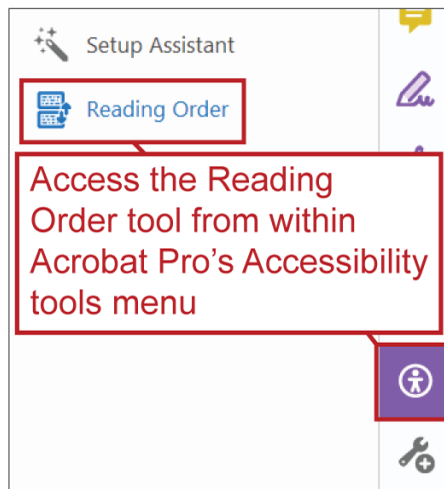 Setup Assistant
Reading Order
Access the Reading
Order tool from within
Acrobat Pro’s Accessibility
tools menu